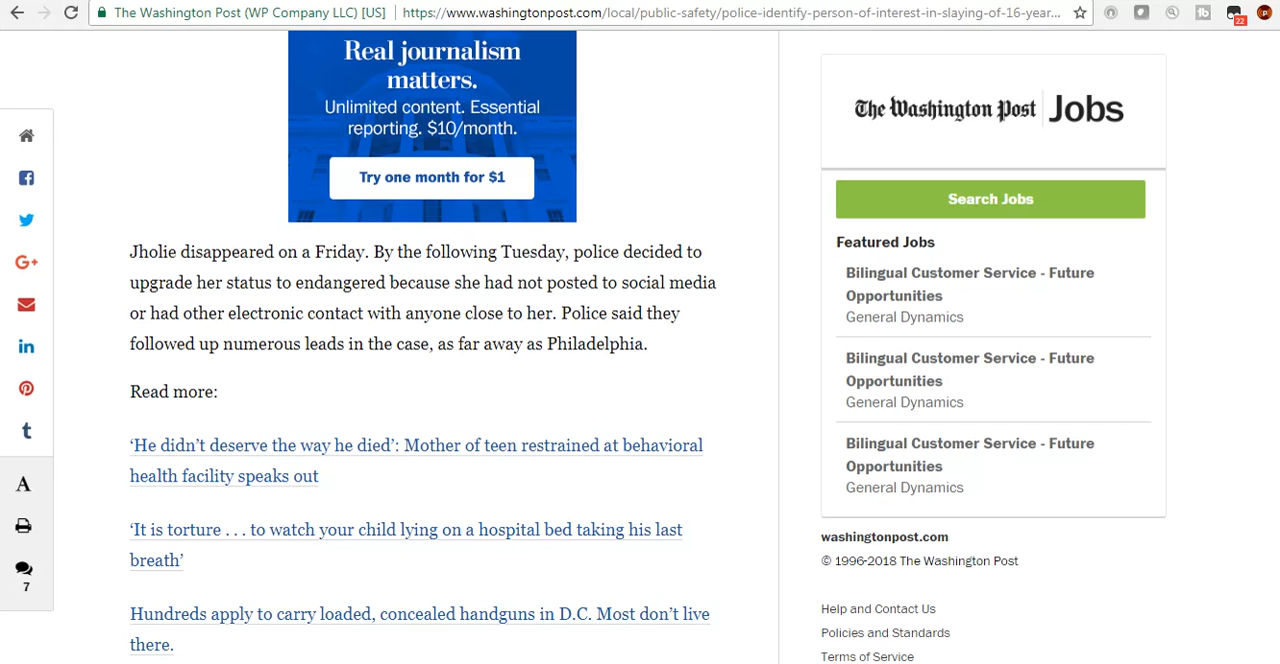 The Washington Post (WP Company LLC) [US]
https://www.washingtonpost.com/local/public-safety/police-identify-person-of-interest-in-slaying-of-16-year...
tb
22
Real journalism
matters.
Unlimited content. Essential
reporting. $10/month.
Try one month for $1
G+
in
t
A
7
Jholie disappeared on a Friday. By the following Tuesday, police decided to
upgrade her status to endangered because she had not posted to social media
or had other electronic contact with anyone close to her. Police said they
followed up numerous leads in the case, as far away as Philadelphia.
Read more:
‘He didn’t deserve the way he died’: Mother of teen restrained at behavioral
health facility speaks out
‘It is torture . . . to watch your child lying on a hospital bed taking his last
breath’
Hundreds apply to carry loaded, concealed handguns in D.C. Most don’t live
there.
The Washington Post Jobs
Search Jobs
Featured Jobs
Bilingual Customer Service - Future
Opportunities
General Dynamics
Bilingual Customer Service - Future
Opportunities
General Dynamics
Bilingual Customer Service - Future
Opportunities
General Dynamics
washingtonpost.com
© 1996-2018 The Washington Post
Help and Contact Us
Policies and Standards
Terms of Service